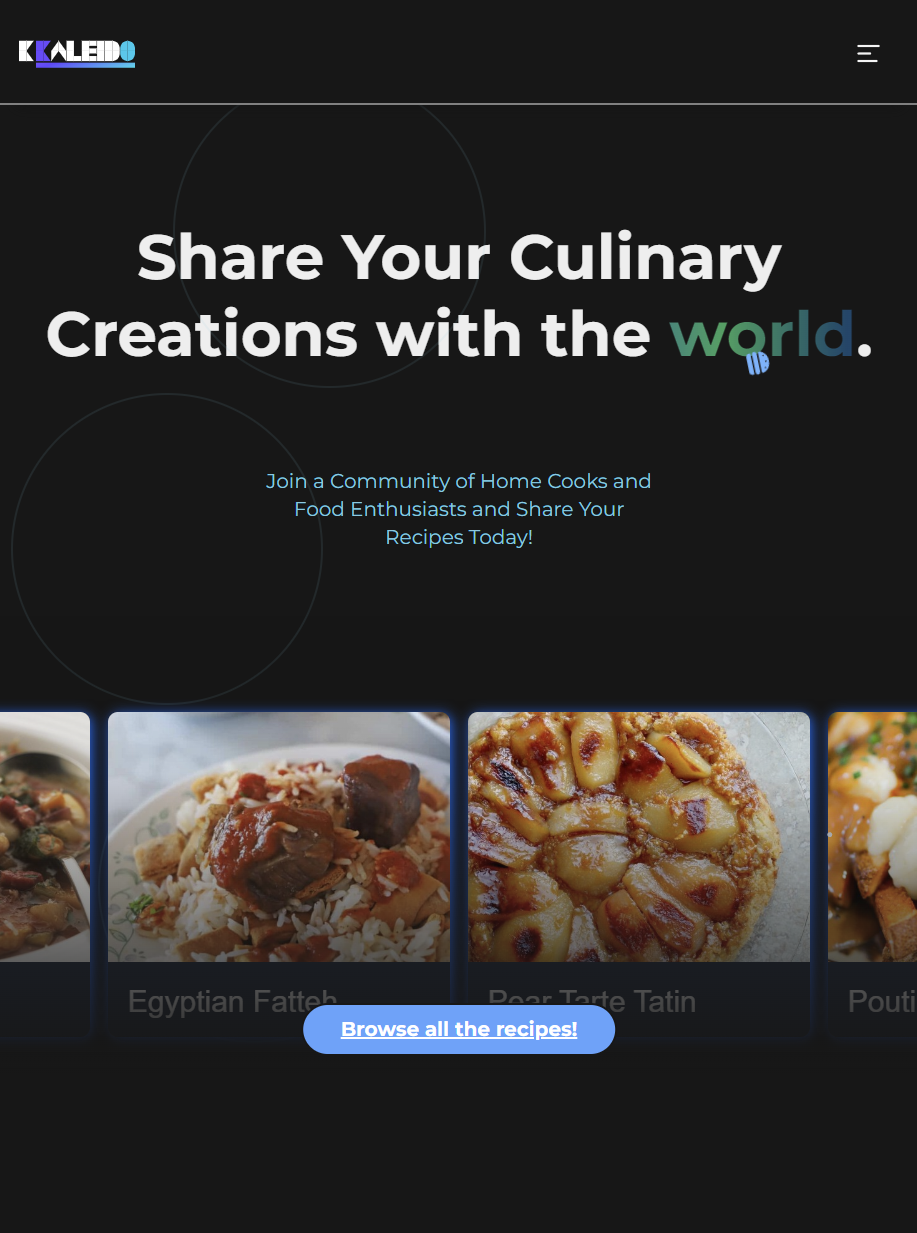 KKALEIDO
Share Your Culinary
Creations with the world.
Join a Community of Home Cooks and
Food Enthusiasts and Share Your
Recipes Today!
Egyptian Fatteh
Pear Tarte Tatin
Pouti
Browse all the recipes!